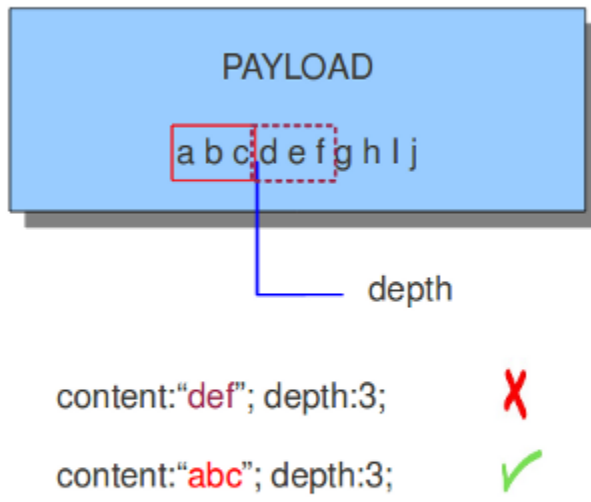 PAYLOAD
a b c d e f g h I j
depth
content:“def”; depth:3;
content:“abc”; depth:3;